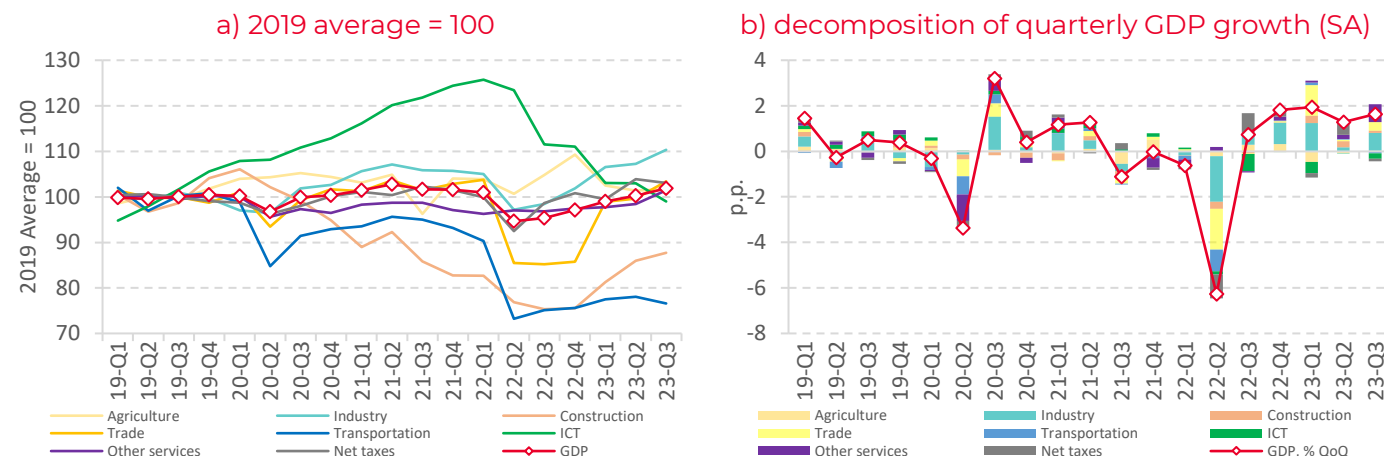 a) 2019 average = 100
2019 Average = 100
130
120
110
100
90
80
70
19-Q1
19-Q2
19-Q3
19-Q4
20-Q1
20-Q2
20-Q3
20-Q4
21-Q1
21-Q2
21-Q3
21-Q4
22-Q1
22-Q2
22-Q3
22-Q4
23-Q1
23-Q2
23-Q3
Agriculture Industry Construction
Trade Transportation ICT
Other services Net taxes GDP
b) decomposition of quarterly GDP growth (SA)
p.p.
4
2
0
-2
-4
-6
-8
19-Q1
19-Q2
19-Q3
19-Q4
20-Q1
20-Q2
20-Q3
20-Q4
21-Q1
21-Q2
21-Q3
21-Q4
22-Q1
22-Q2
22-Q3
22-Q4
23-Q1
23-Q2
23-Q3
Agriculture Industry Construction
Trade Transportation ICT
Other services Net taxes GDP, % QoQ